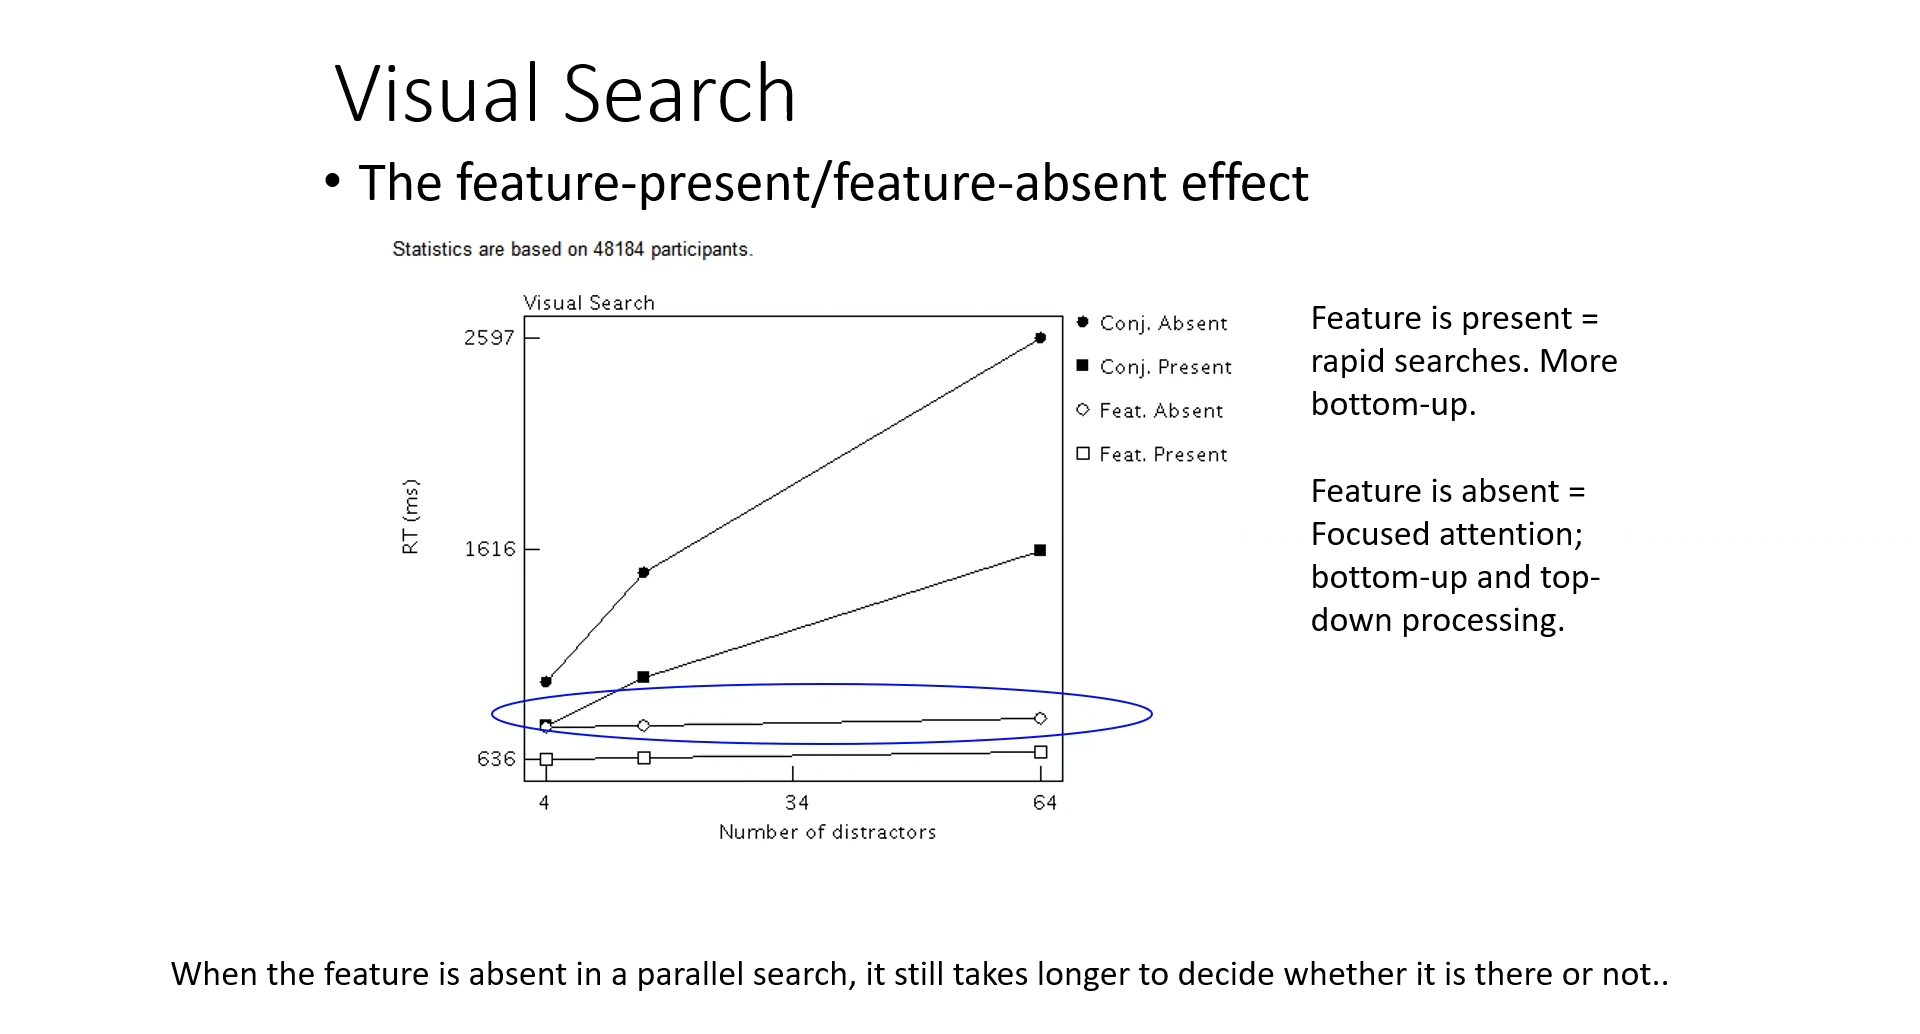 Visual Search
• The feature-present/feature-absent effect
Statistics are based on 48184 participants.
Visual Search
2597
1616
636
RT (ms)
4
34
64
Number of distractors
Conj. Absent
Conj. Present
Feat. Absent
Feat. Present
Feature is present =
rapid searches. More
bottom-up.
Feature is absent =
Focused attention;
bottom-up and top-
down processing.
When the feature is absent in a parallel search, it still takes longer to decide whether it is there or not..